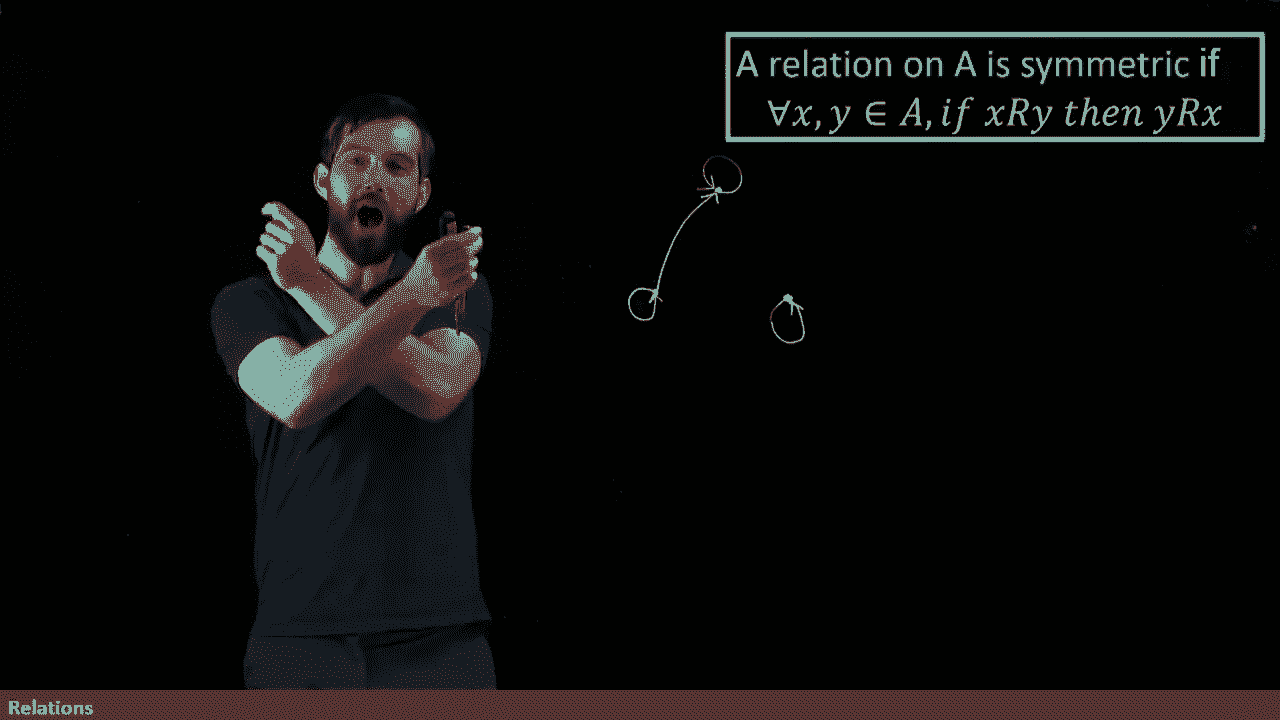 A relation on A is symmetric if
∀x, y ∈ A, if xRy then yRx
Relations